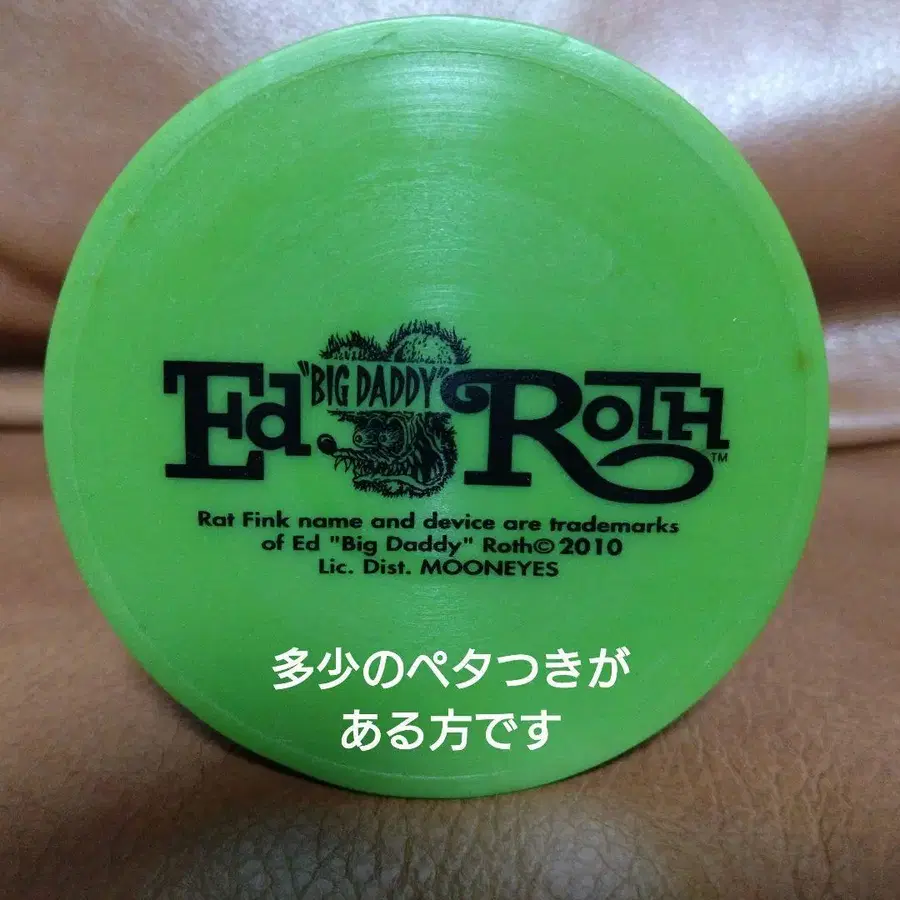 Ed "BIG DADDY" ROTH™
Rat Fink name and device are trademarks
of Ed "Big Daddy" Roth© 2010
Lic. Dist. MOONEYES
多少のペタつきが
ある方です